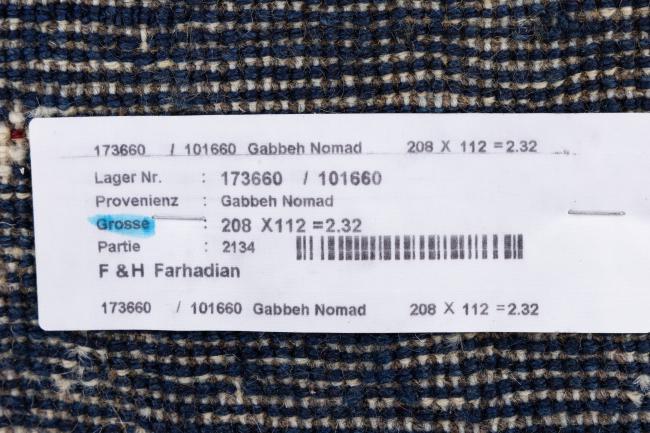 173660 / 101660 Gabbeh Nomad 208 X 112 = 2.32
Lager Nr. : 173660 / 101660
Provenienz : Gabbeh Nomad
Grosse : 208 X112 =2.32
Partie : 2134
F & H Farhadian
173660 / 101660 Gabbeh Nomad 208 X 112 = 2.32